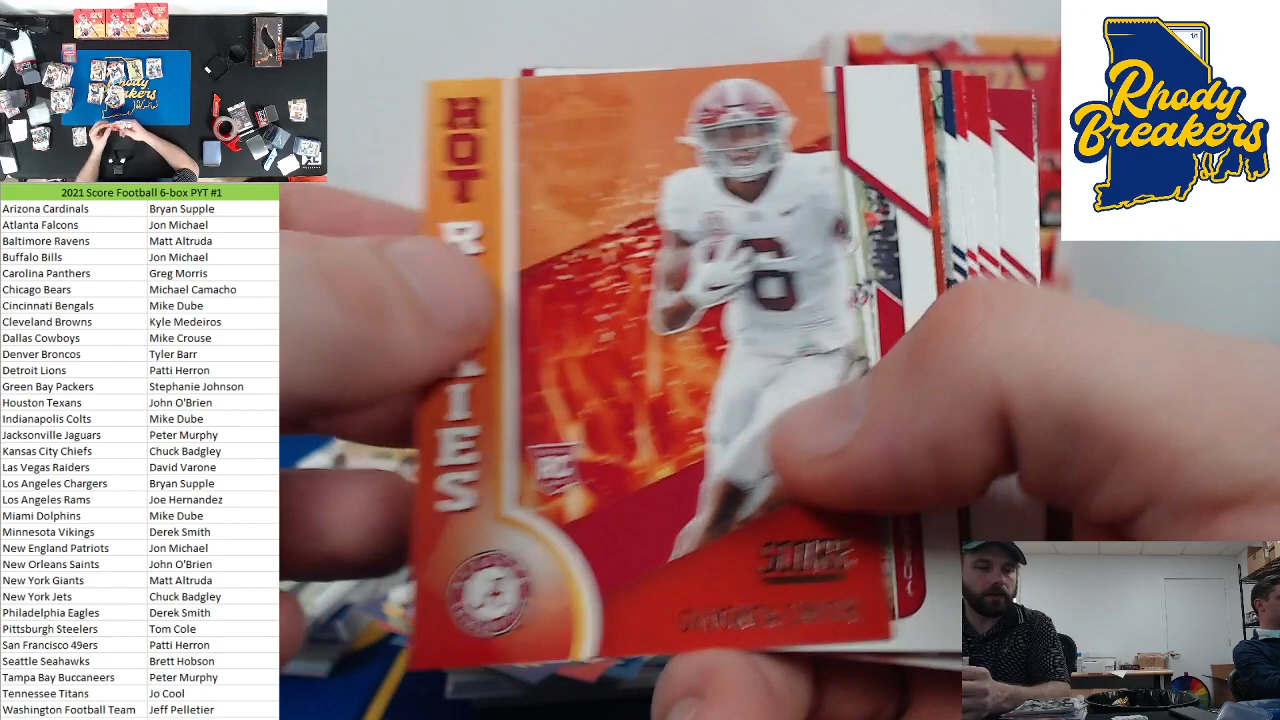 2021 Score Football 6-box PYT #1
Arizona Cardinals Bryan Supple
Atlanta Falcons Jon Michael
Baltimore Ravens Matt Altruda
Buffalo Bills Jon Michael
Carolina Panthers Greg Morris
Chicago Bears Michael Camacho
Cincinnati Bengals Mike Dube
Cleveland Browns Kyle Medeiros
Dallas Cowboys Mike Crouse
Denver Broncos Tyler Barr
Detroit Lions Patti Herron
Green Bay Packers Stephanie Johnson
Houston Texans John O'Brien
Indianapolis Colts Mike Dube
Jacksonville Jaguars Peter Murphy
Kansas City Chiefs Chuck Badgley
Las Vegas Raiders David Varone
Los Angeles Chargers Bryan Supple
Los Angeles Rams Joe Hernandez
Miami Dolphins Mike Dube
Minnesota Vikings Derek Smith
New England Patriots Jon Michael
New Orleans Saints John O'Brien
New York Giants Matt Altruda
New York Jets Chuck Badgley
Philadelphia Eagles Derek Smith
Pittsburgh Steelers Tom Cole
San Francisco 49ers Patti Herron
Seattle Seahawks Brett Hobson
Tampa Bay Buccaneers Peter Murphy
Tennessee Titans Jo Cool
Washington Football Team Jeff Pelletier
Rhody
Breakers
HOT
R
IES
6
RC
SCORE
1/1
Rhody
Breakers